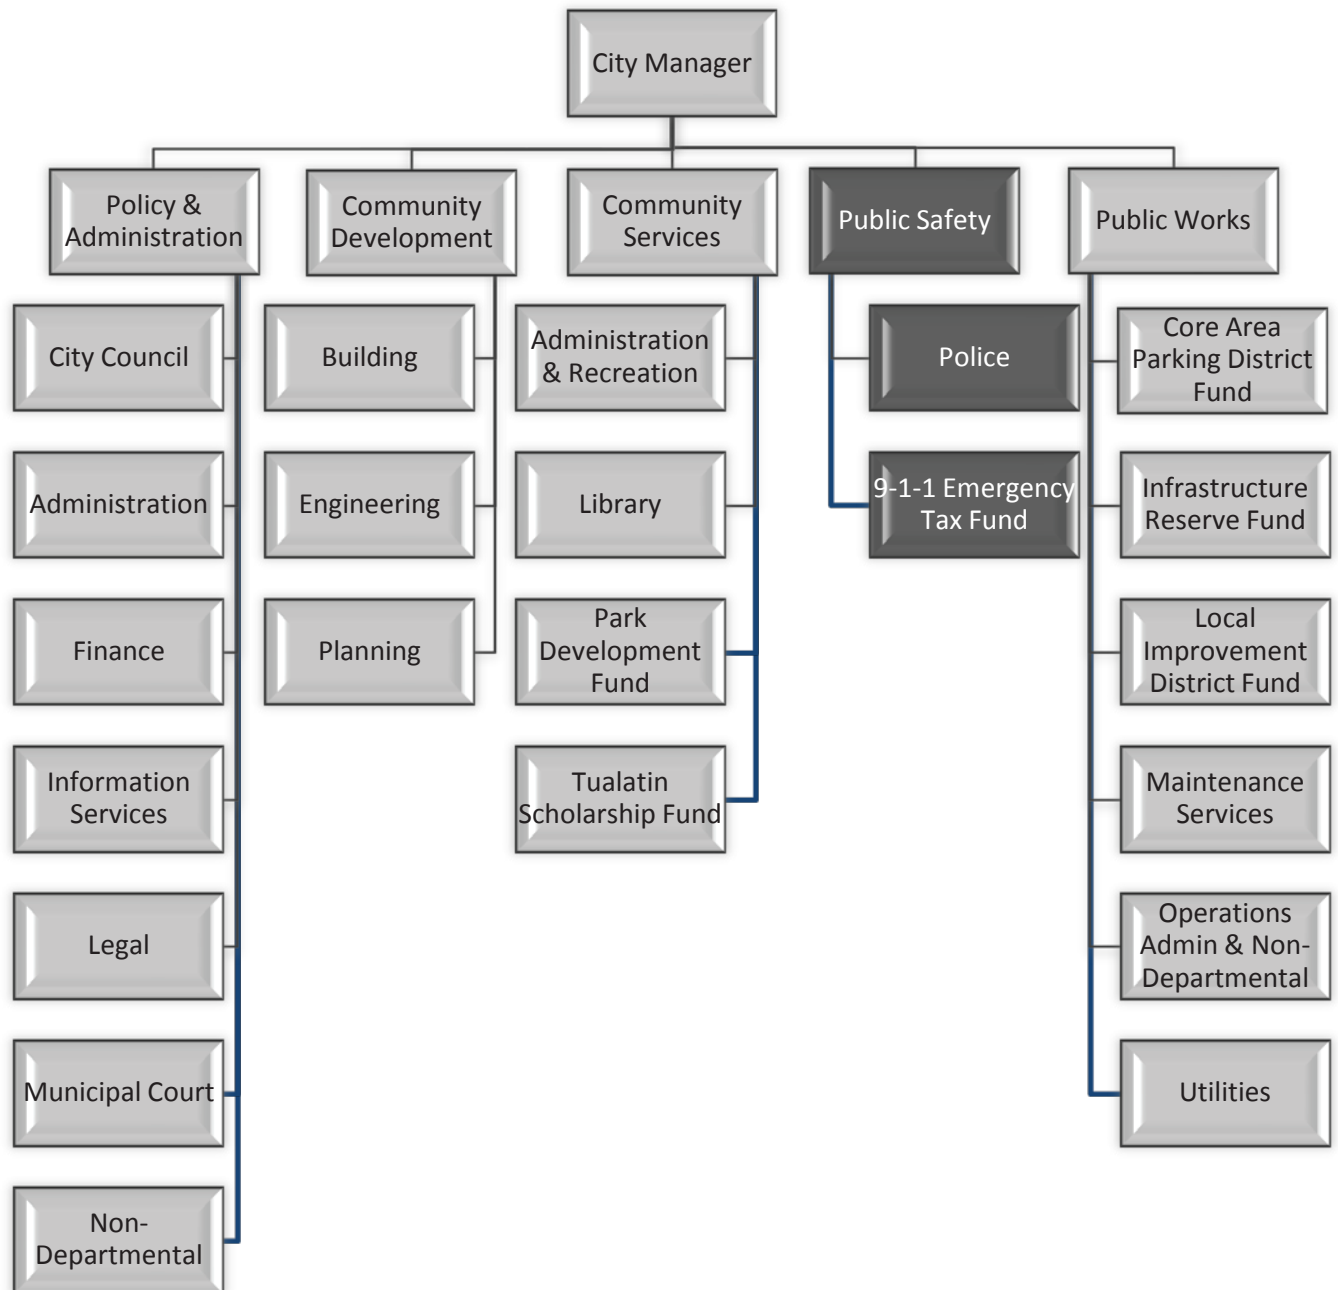 City Manager
Policy &
Administration
Community
Development
Community
Services
Public Safety
Public Works
City Council
Administration
Finance
Information
Services
Legal
Municipal Court
Non-
Departmental
Building
Engineering
Planning
Administration
& Recreation
Library
Park
Development
Fund
Tualatin
Scholarship Fund
Police
9-1-1 Emergency
Tax Fund
Core Area
Parking District
Fund
Infrastructure
Reserve Fund
Local
Improvement
District Fund
Maintenance
Services
Operations
Admin & Non-
Departmental
Utilities